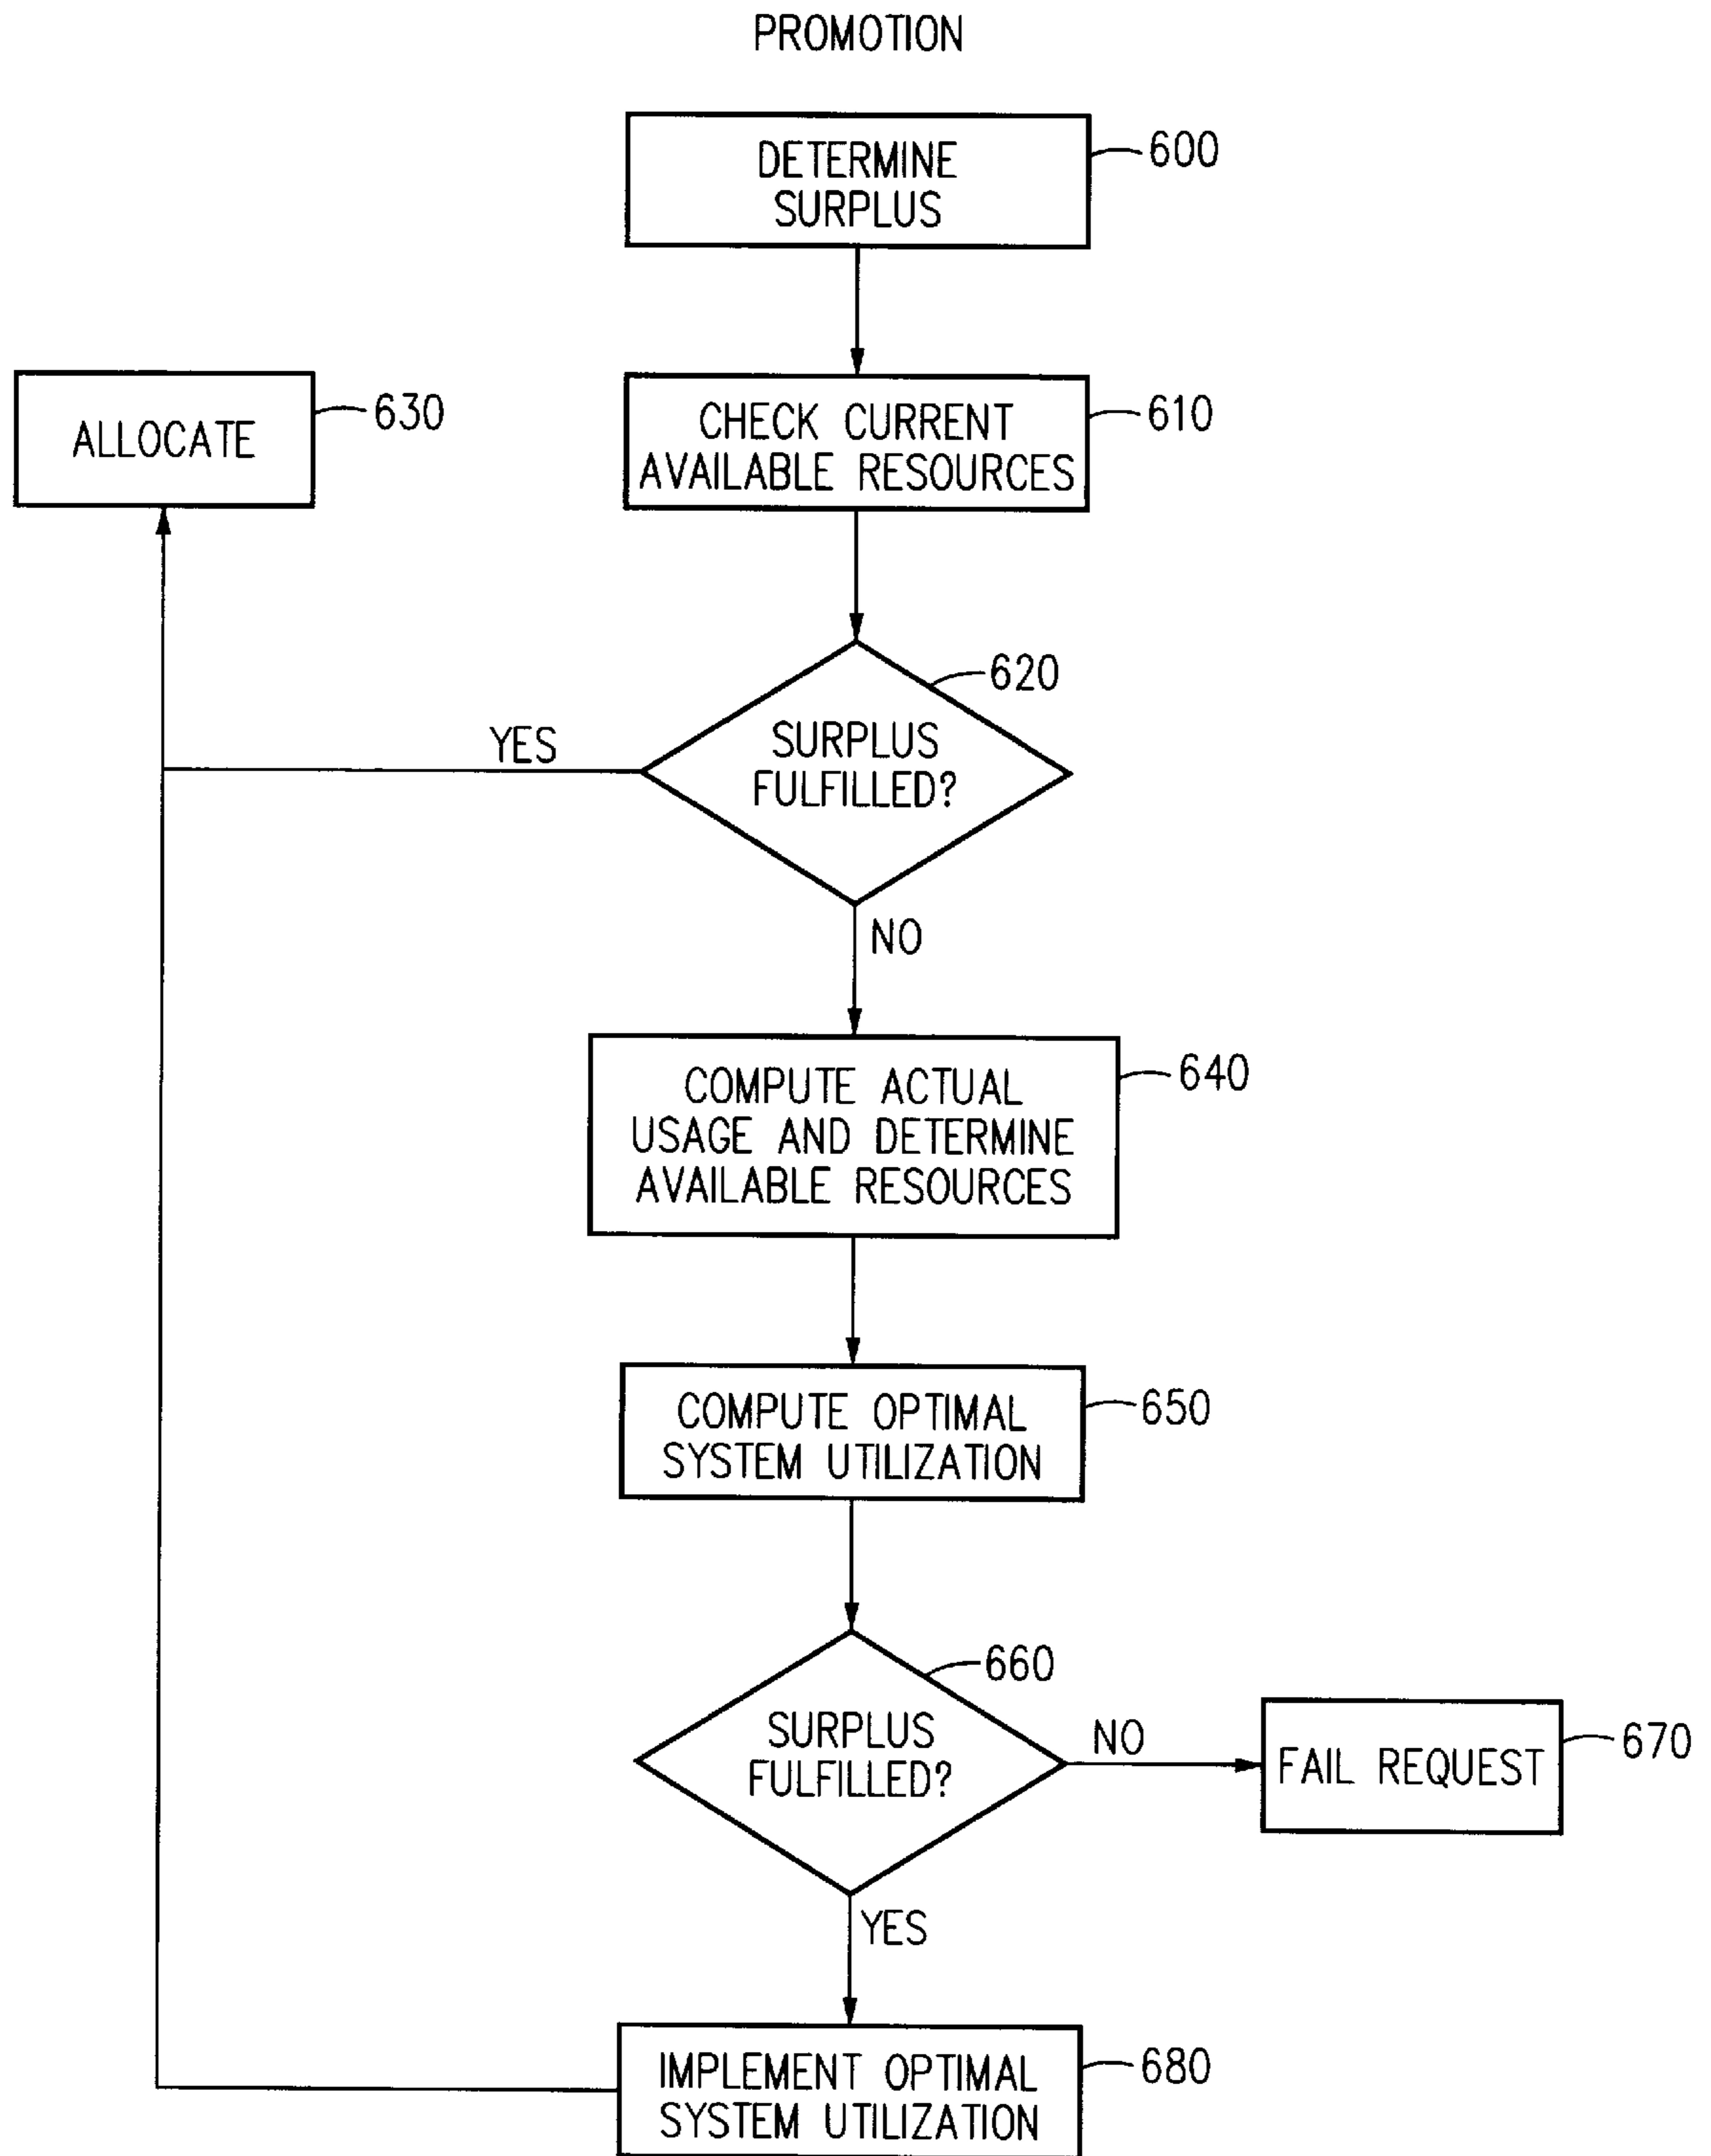 PROMOTION
DETERMINE
SURPLUS
600
ALLOCATE
630
CHECK CURRENT
AVAILABLE RESOURCES
610
620
SURPLUS
FULFILLED?
YES
NO
COMPUTE ACTUAL
USAGE AND DETERMINE
AVAILABLE RESOURCES
640
COMPUTE OPTIMAL
SYSTEM UTILIZATION
650
660
SURPLUS
FULFILLED?
NO
FAIL REQUEST
670
YES
IMPLEMENT OPTIMAL
SYSTEM UTILIZATION
680